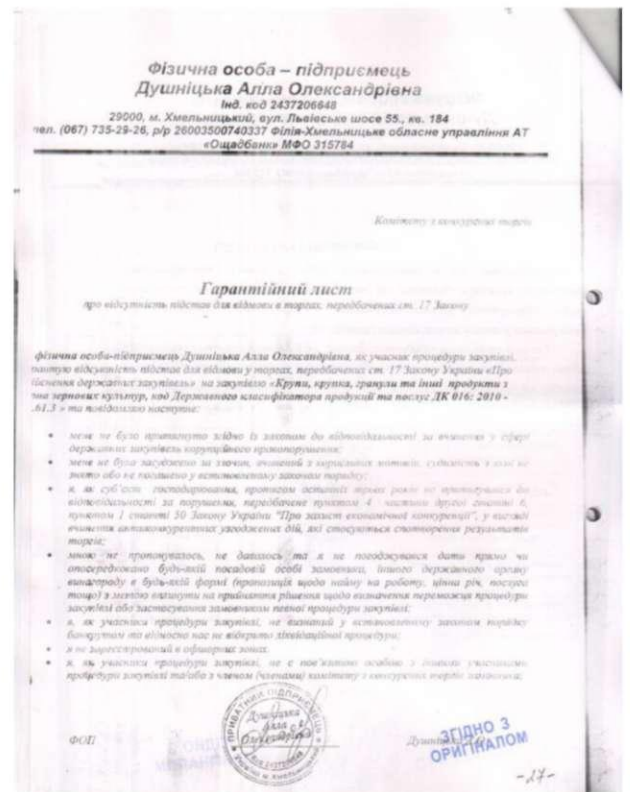 Фізична особа – підприємець
Душніцька Алла Олександрівна
Інд. код 2437206648
29000, м. Хмельницький, вул. Львівське шосе 55., кв. 184
тел. (067) 735-29-26, р/р 26003500740337 Філія-Хмельницьке обласне управління АТ
«Ощадбанк» МФО 315784
Комітету з конкурсних торгів
Гарантійний лист
про відсутність підстав для відмови в торгах, передбачених ст. 17 Закону
фізична особа-підприємець Душніцька Алла Олександрівна, як учасник процедури закупівлі,
відсутність підстав для відмови у торгах, передбачених ст. 17 Закону України «Про
державних закупівель» на закупівлю «Крупи, крупка, гранули та інші продукти з
зернових культур, код Державного класифікатора продукції та послуг ДК 016: 2010 -
.61.3 » та повідомляю наступне:
• мене не було притягнуто згідно із законом до відповідальності за вчинення у сфері
державних закупівель корупційного правопорушення;
• мене не було засуджено за злочин, вчинений з корисливих мотивів, судимість з якої не
знято або не погашено у встановленому законом порядку;
• я, як суб'єкт господарювання, протягом останніх трьох років не притягувався до
відповідальності за порушення, передбачене пунктом 4 частини другої статті 6,
пунктом 1 статті 50 Закону України "Про захист економічної конкуренції", у вигляді
вчинення антиконкурентних узгоджених дій, які стосуються спотворення результатів
торгів;
• мною не пропонувалось, не давалось та я не погоджувався дати прямо чи
опосередковано будь-якій посадовій особі замовника, іншого державного органу
винагороду в будь-якій формі (пропозиція щодо найму на роботу, цінна річ, послуга
тощо) з метою вплинути на прийняття рішення щодо визначення переможця процедури
закупівлі або застосування замовником певної процедури закупівлі;
• я, як учасники процедури закупівлі, не визнаний у встановленому законом порядку
банкрутом та відносно нас не відкрито ліквідаційної процедури;
• я не зареєстрований в офшорних зонах.
• я, як учасники процедури закупівлі, не є пов'язаною особою з іншими учасниками
процедури закупівлі та/або з членом (членами) комітету з конкурсних торгів замовника;
ПРИВАТНИЙ ПІДПРИЄМЕЦЬ
Душніцька
Алла
Олександрівна
ФОП
ЗГІДНО З
ОРИГІНАЛОМ
-27-